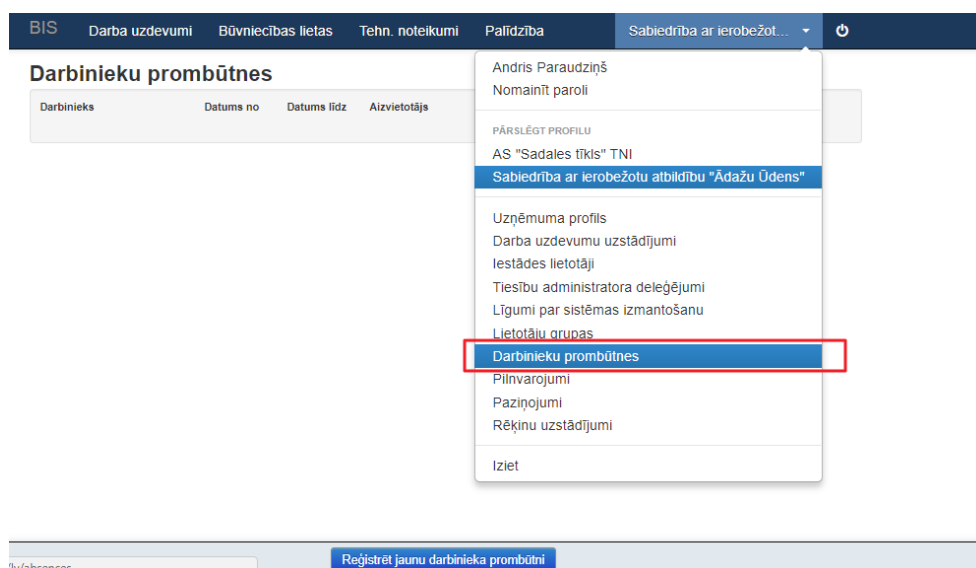 BIS Darba uzdevumi Būvniecības lietas Tehn. noteikumi Palīdzība Sabiedrība ar ierobežot...
Darbinieku prombūtnes
Darbinieks Datums no Datums līdz Aizvietotājs
Andris Paraudziņš
Nomainīt paroli
PĀRSLĒGT PROFILU
AS "Sadales tīkls" TNI
Sabiedrība ar ierobežotu atbildību "Ādažu Ūdens"
Uzņēmuma profils
Darba uzdevumu uzstādījumi
Iestādes lietotāji
Tiesību administratora deleģējumi
Līgumi par sistēmas izmantošanu
Lietotāju grupas
Darbinieku prombūtnes
Pilnvarojumi
Paziņojumi
Rēķinu uzstādījumi
Iziet
Reģistrēt jaunu darbinieka prombūtni
/lv/absences